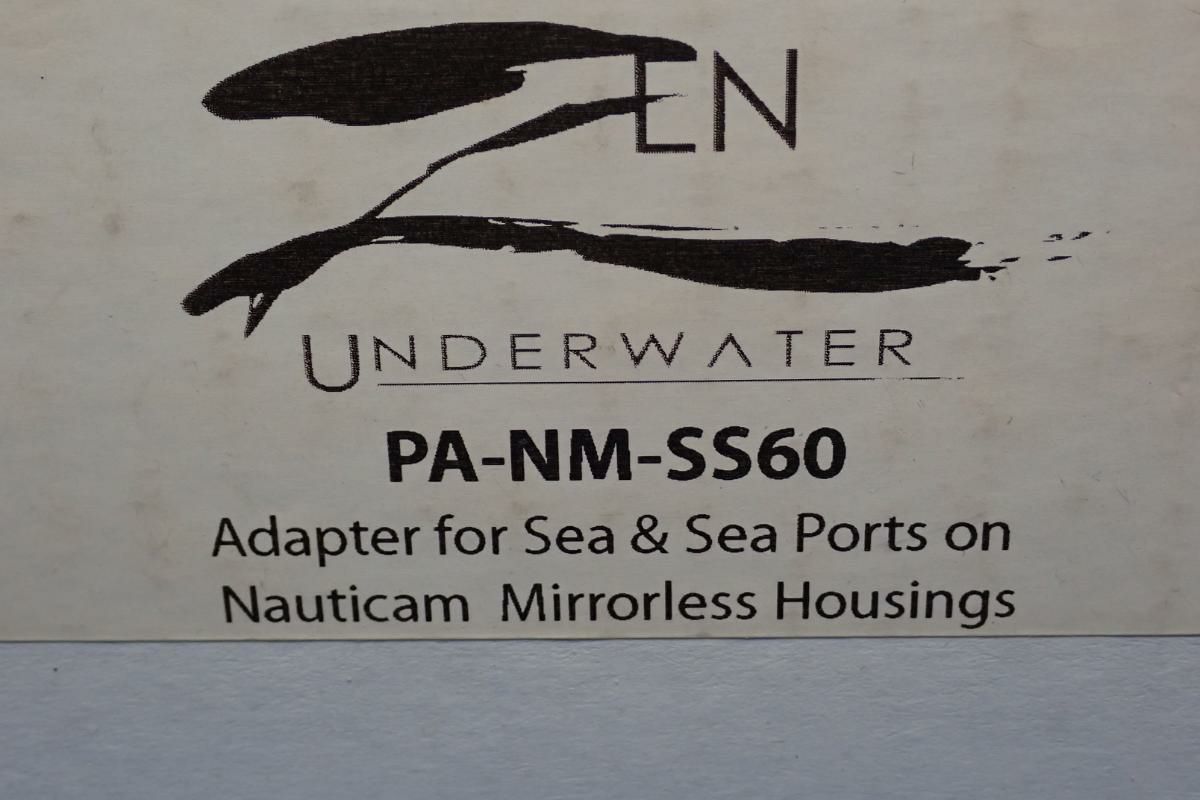 ZEN
UNDERWATER
PA-NM-SS60
Adapter for Sea & Sea Ports on
Nauticam Mirrorless Housings